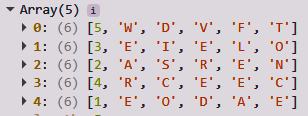 ▼ Array(5) i
▶ 0: (6) [5, 'W', 'D', 'V', 'F', 'T']
▶ 1: (6) [3, 'E', 'I', 'E', 'L', 'O']
▶ 2: (6) [2, 'A', 'S', 'R', 'E', 'N']
▶ 3: (6) [4, 'R', 'C', 'E', 'E', 'C']
▶ 4: (6) [1, 'E', 'O', 'D', 'A', 'E']